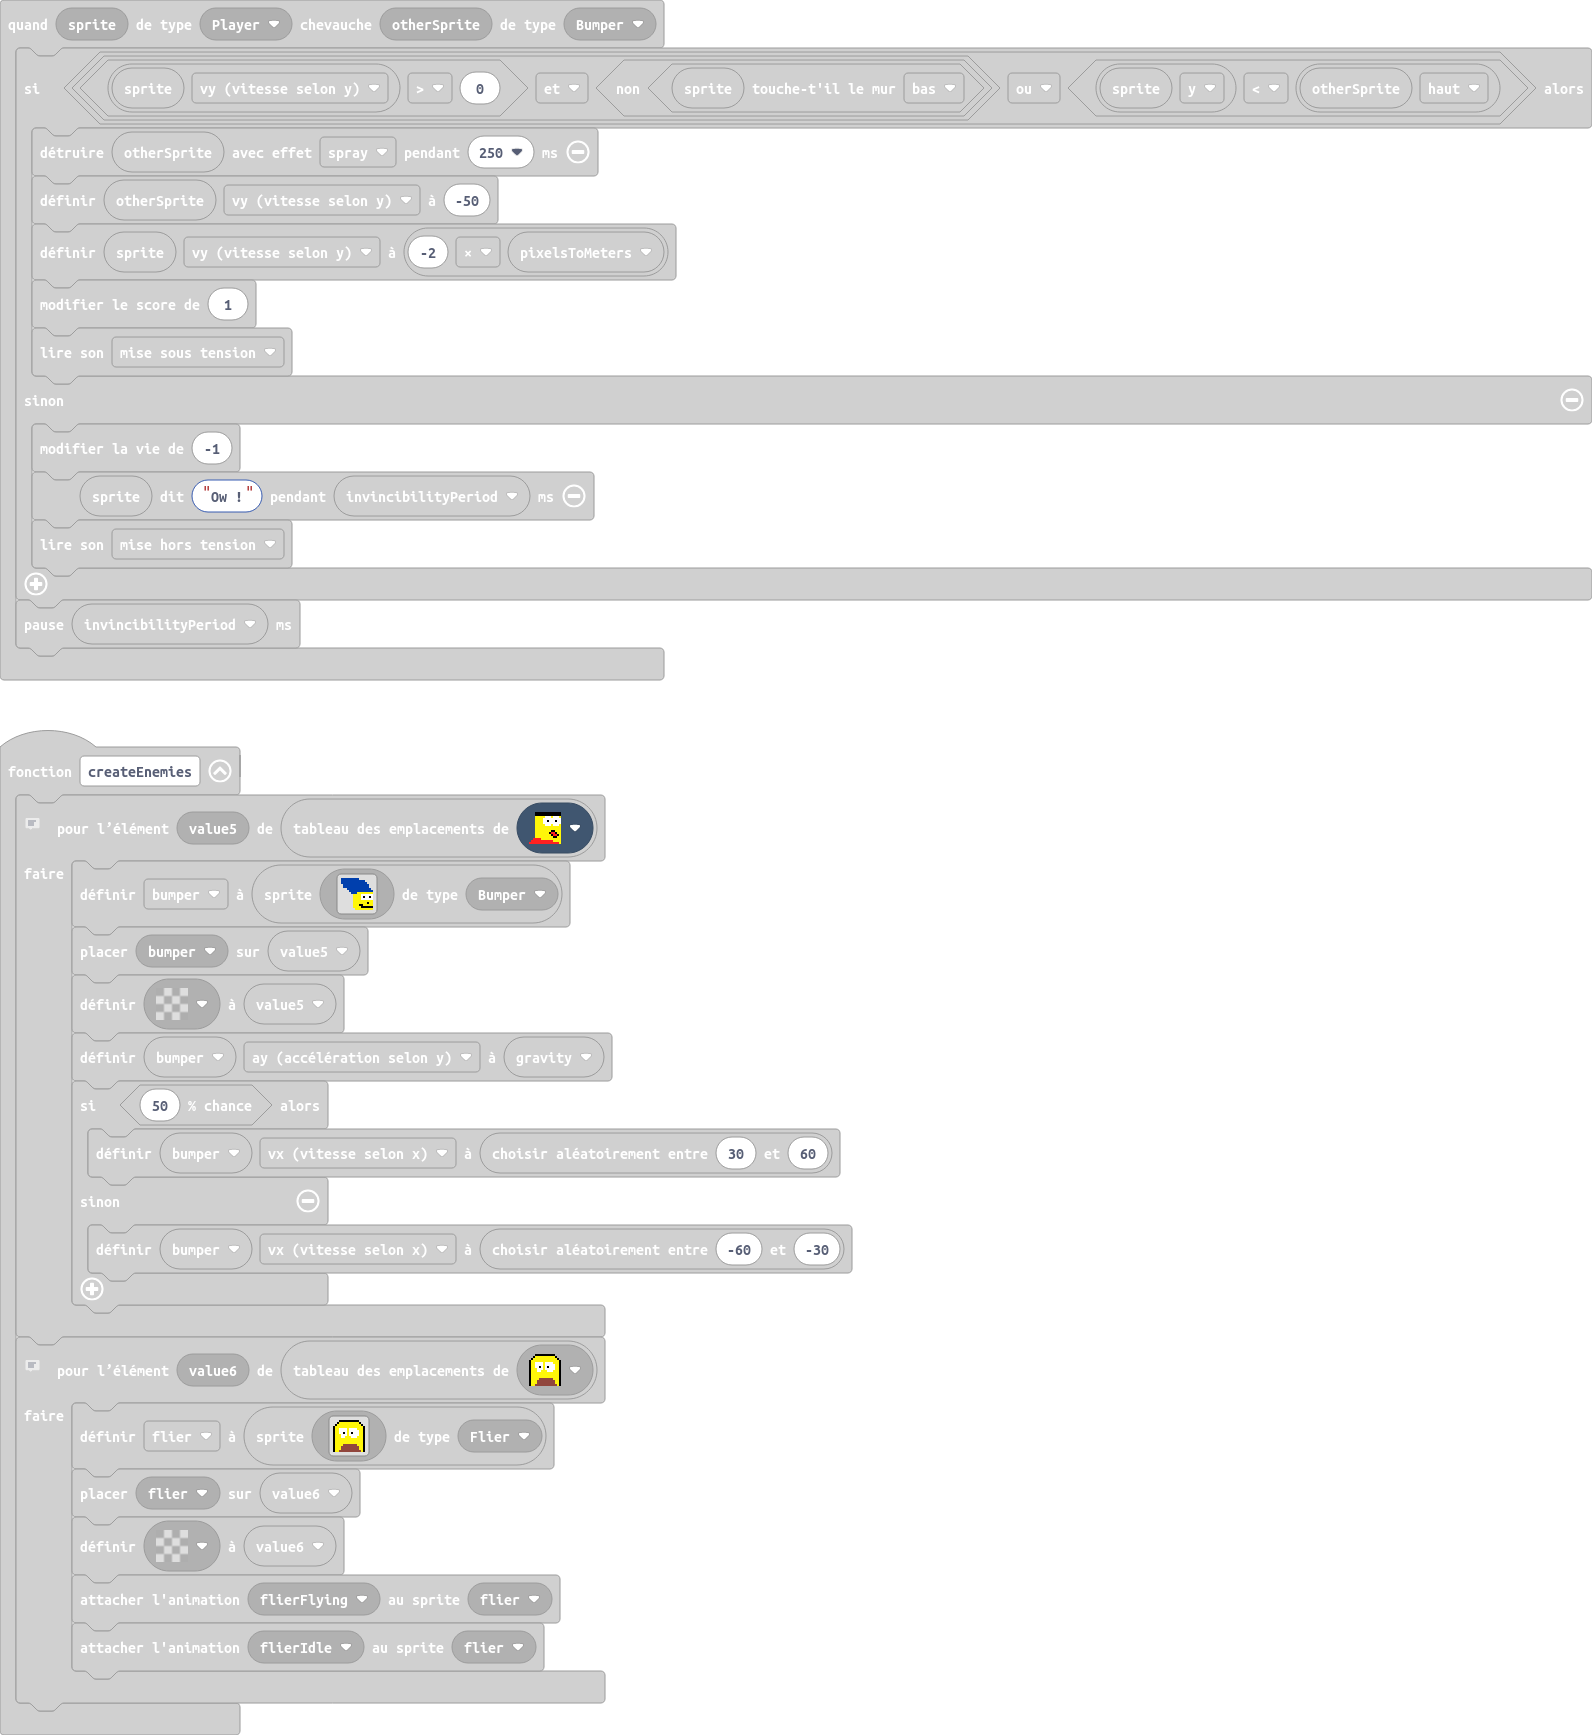 quand sprite de type Player chevauche otherSprite de type Bumper
si sprite vy (vitesse selon y) > 0 et non sprite touche-t'il le mur bas ou sprite y < otherSprite haut alors
détruire otherSprite avec effet spray pendant 250 ms
définir otherSprite vy (vitesse selon y) à -50
définir sprite vy (vitesse selon y) à -2 × pixelsToMeters
modifier le score de 1
lire son mise sous tension
sinon
modifier la vie de -1
sprite dit "Ow !" pendant invincibilityPeriod ms
lire son mise hors tension
pause invincibilityPeriod ms
fonction createEnemies
pour l’élément value5 de tableau des emplacements de
faire
définir bumper à sprite de type Bumper
placer bumper sur value5
définir à value5
définir bumper ay (accélération selon y) à gravity
si 50 % chance alors
définir bumper vx (vitesse selon x) à choisir aléatoirement entre 30 et 60
sinon
définir bumper vx (vitesse selon x) à choisir aléatoirement entre -60 et -30
pour l’élément value6 de tableau des emplacements de
faire
définir flier à sprite de type Flier
placer flier sur value6
définir à value6
attacher l'animation flierFlying au sprite flier
attacher l'animation flierIdle au sprite flier